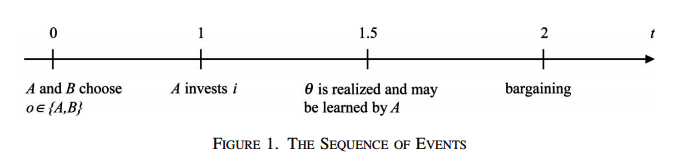 0 1 1.5 2 t
A and B choose A invests i θ is realized and may bargaining
o∈{A,B} be learned by A
FIGURE 1. THE SEQUENCE OF EVENTS